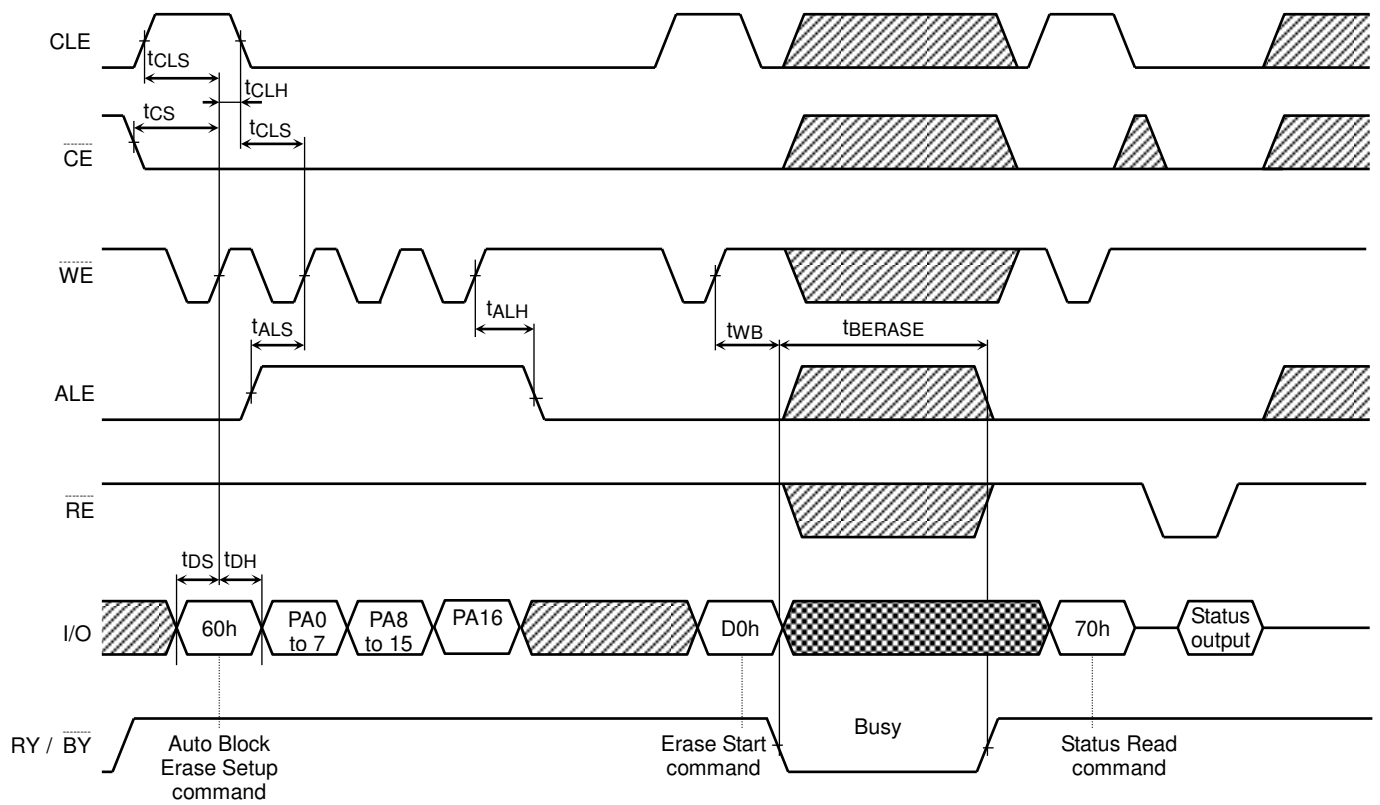 CLE
tCLS
tCLH
tCS
tCLS
CE
WE
tALS
tALH
tWB
tBERASE
ALE
RE
tDS
tDH
I/O
60h
PA0
to 7
PA8
to 15
PA16
D0h
70h
Status
output
RY / BY
Busy
Auto Block
Erase Setup
command
Erase Start
command
Status Read
command